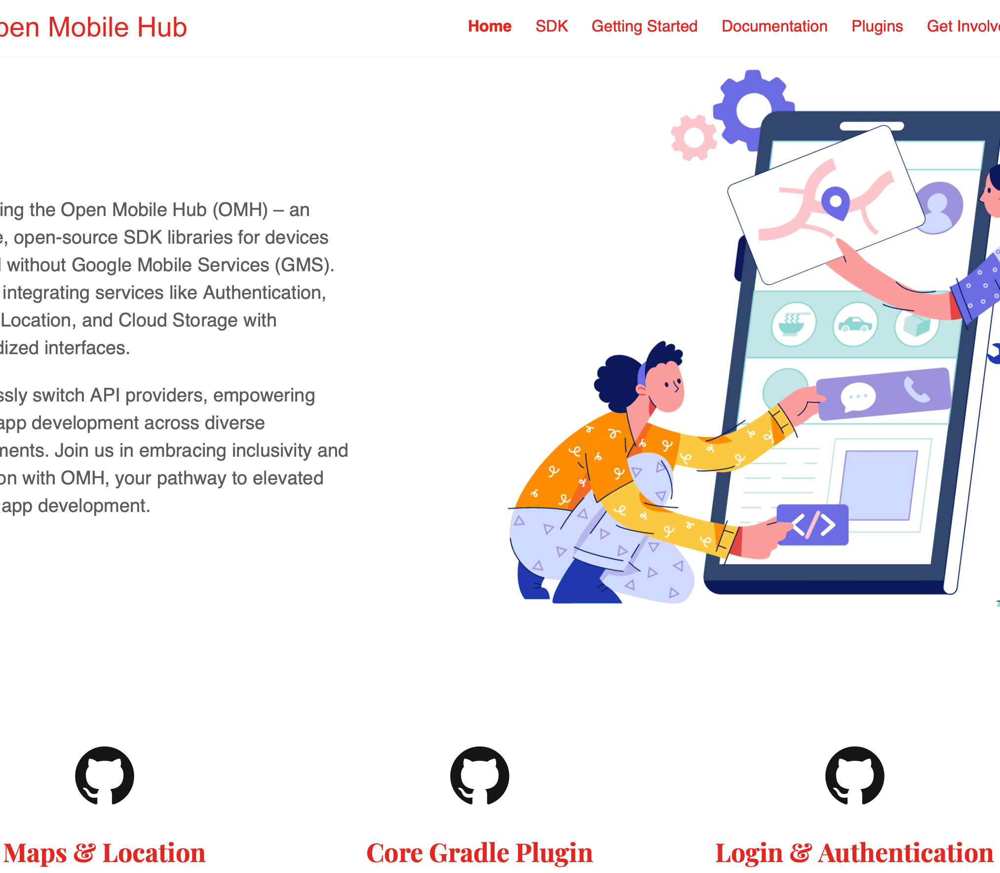 pen Mobile Hub
Home SDK Getting Started Documentation Plugins Get Involv
ing the Open Mobile Hub (OMH) – an
e, open-source SDK libraries for devices
without Google Mobile Services (GMS).
integrating services like Authentication,
Location, and Cloud Storage with
dized interfaces.
ssly switch API providers, empowering
app development across diverse
ments. Join us in embracing inclusivity and
on with OMH, your pathway to elevated
app development.
</>
Maps & Location
Core Gradle Plugin
Login & Authentication